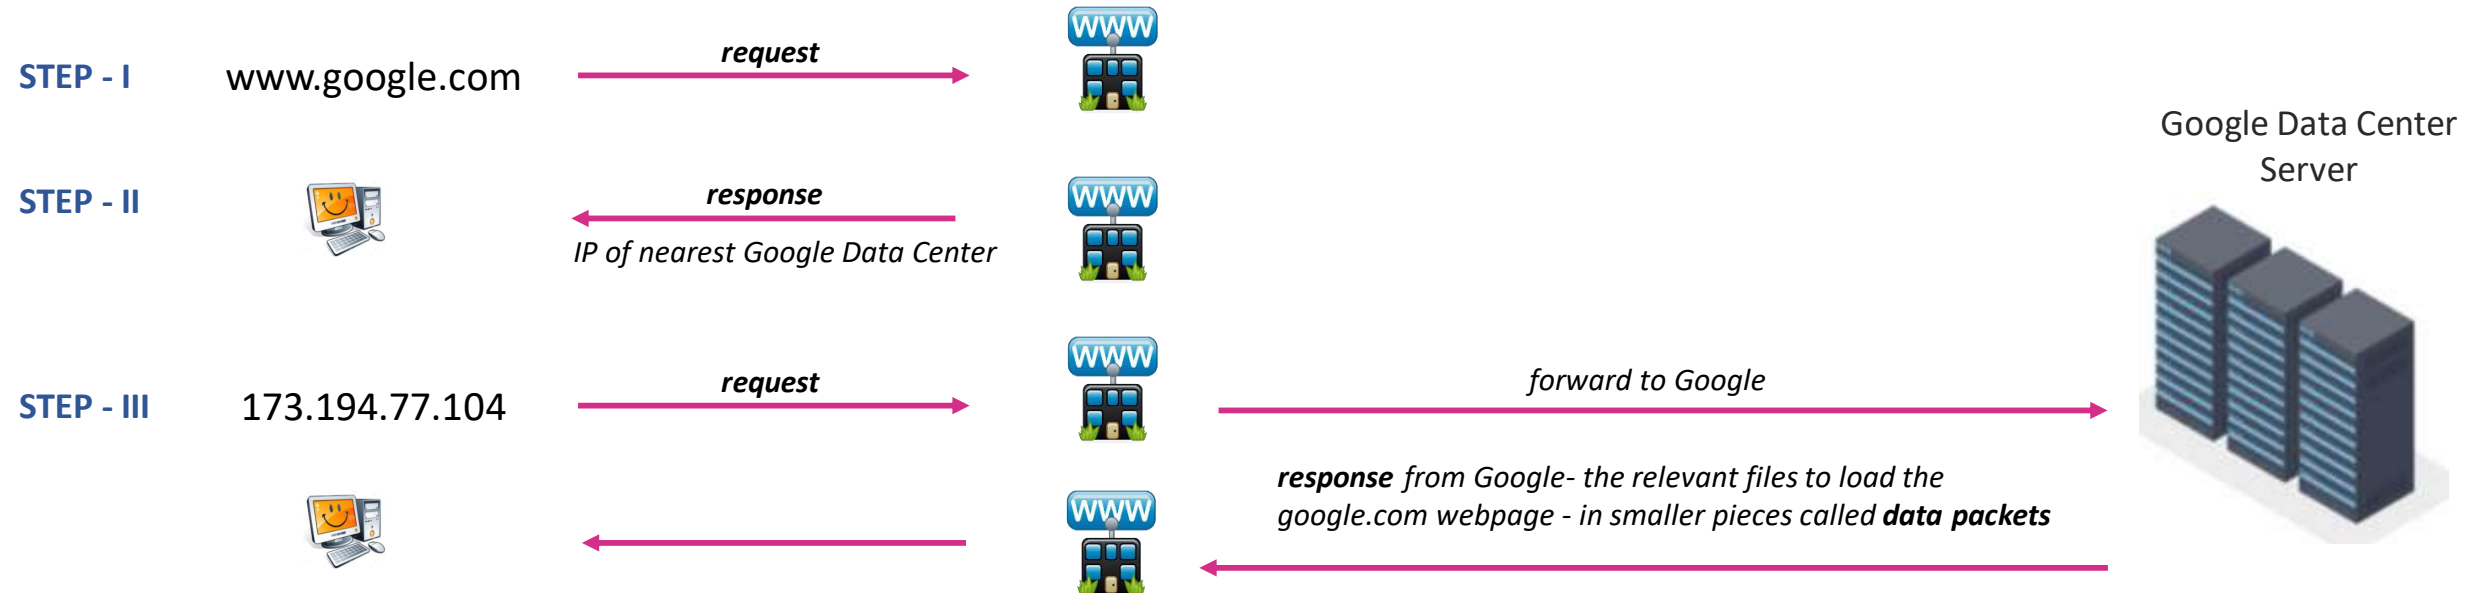 STEP - I
www.google.com
request
WWW
Google Data Center
Server
STEP - II
response
IP of nearest Google Data Center
WWW
STEP - III
173.194.77.104
request
WWW
forward to Google
response from Google- the relevant files to load the
google.com webpage - in smaller pieces called data packets
WWW